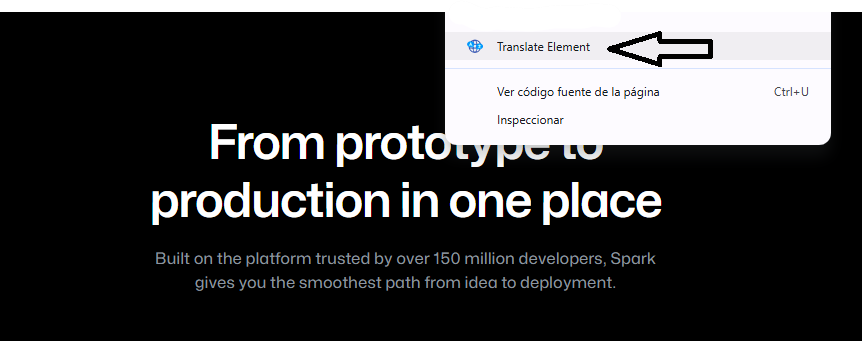 Translate Element
Ver código fuente de la página Ctrl+U
Inspeccionar
From prototype to
production in one place
Built on the platform trusted by over 150 million developers, Spark
gives you the smoothest path from idea to deployment.